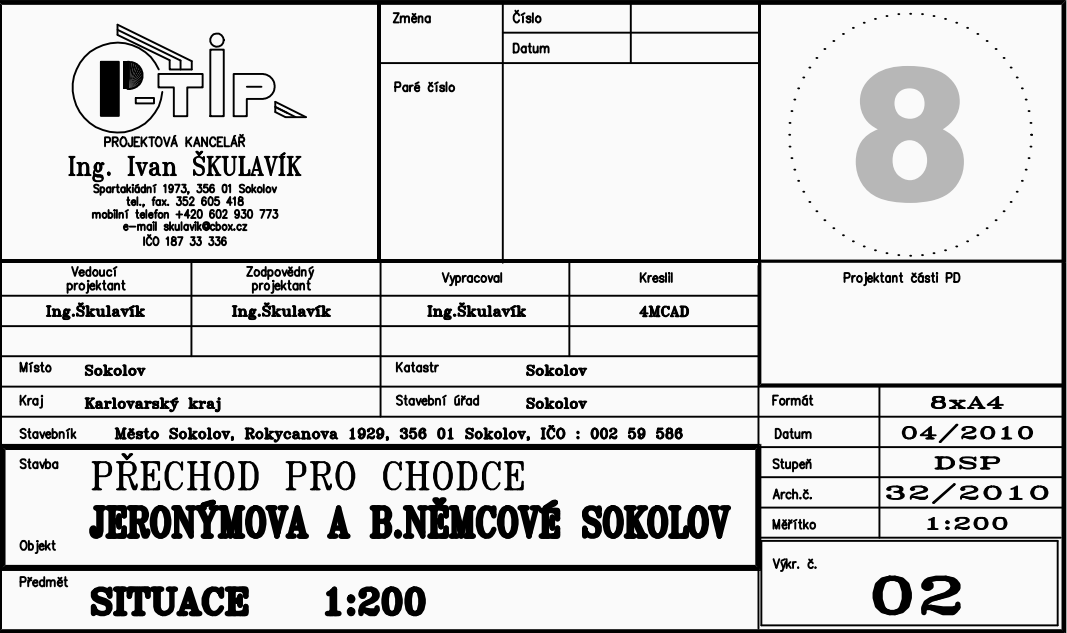 P-TIP
PROJEKTOVÁ KANCELÁŘ
Ing. Ivan ŠKULAVÍK
Spartakiádní 1973, 356 01 Sokolov
tel., fax. 352 605 418
mobilní telefon +420 602 930 773
e-mail skulavik@cbox.cz
IČO 187 33 336
Změna
Číslo
Datum
Paré číslo
8
Vedoucí
projektant
Zodpovědný
projektant
Vypracoval
Kreslil
Projektant části PD
Ing.Škulavík
Ing.Škulavík
Ing.Škulavík
4MCAD
Místo Sokolov
Katastr Sokolov
Kraj Karlovarský kraj
Stavební úřad Sokolov
Stavebník Město Sokolov, Rokycanova 1929, 356 01 Sokolov, IČO : 002 59 586
Formát 8xA4
Datum 04/2010
Stupeň DSP
Arch.č. 32/2010
Měřítko 1:200
Stavba PŘECHOD PRO CHODCE
JERONÝMOVA A B.NĚMCOVÉ SOKOLOV
Objekt
Předmět
SITUACE 1:200
Výkr. č.
02